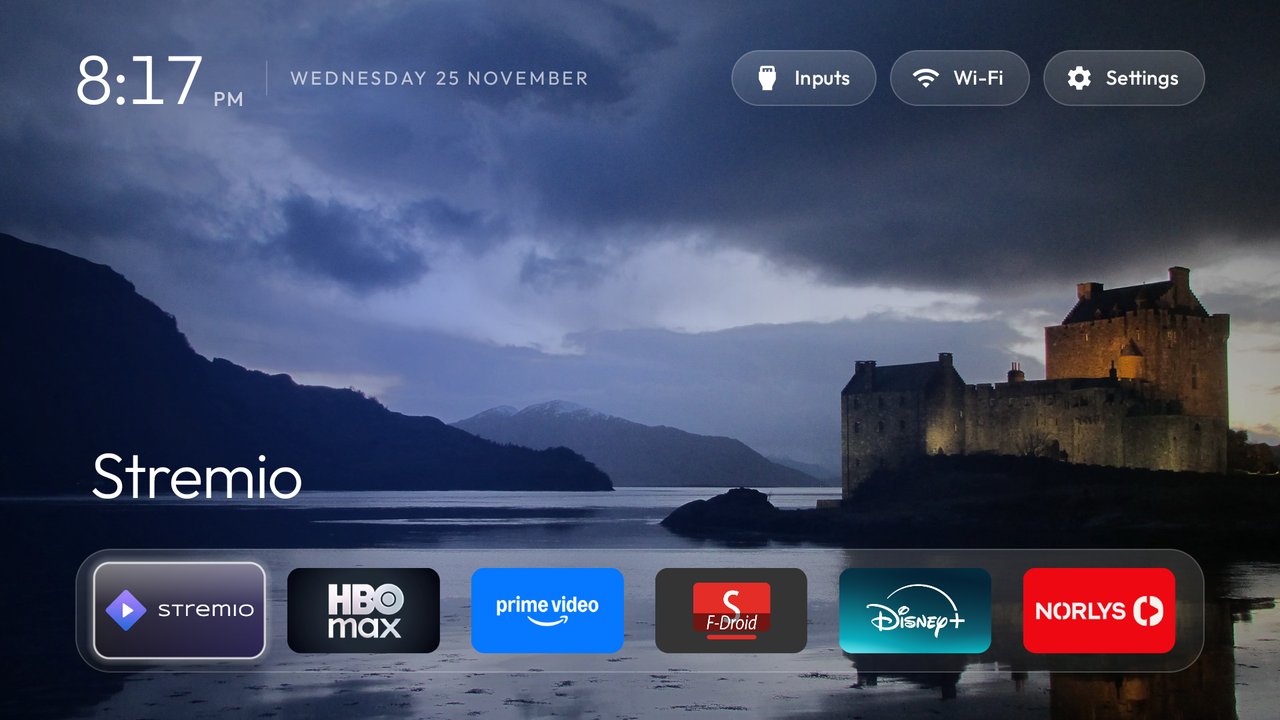 8:17 PM
WEDNESDAY 25 NOVEMBER
Inputs
Wi-Fi
Settings
Stremio
STREMIO
HBO
max
prime video
S
F-Droid
Disney+
NORLYS